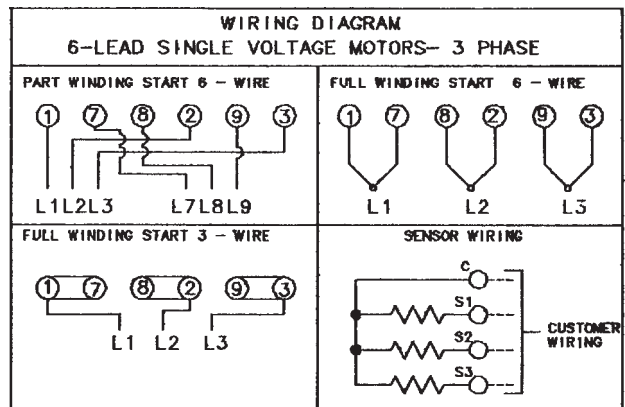 WIRING DIAGRAM
6-LEAD SINGLE VOLTAGE MOTORS- 3 PHASE
PART WINDING START 6 - WIRE
1 7 8 2 9 3
L1 L2 L3 L7 L8 L9
FULL WINDING START 6 - WIRE
1 7 8 2 9 3
L1 L2 L3
FULL WINDING START 3 - WIRE
1 7 8 2 9 3
L1 L2 L3
SENSOR WIRING
C
S1
S2
S3
CUSTOMER
WIRING